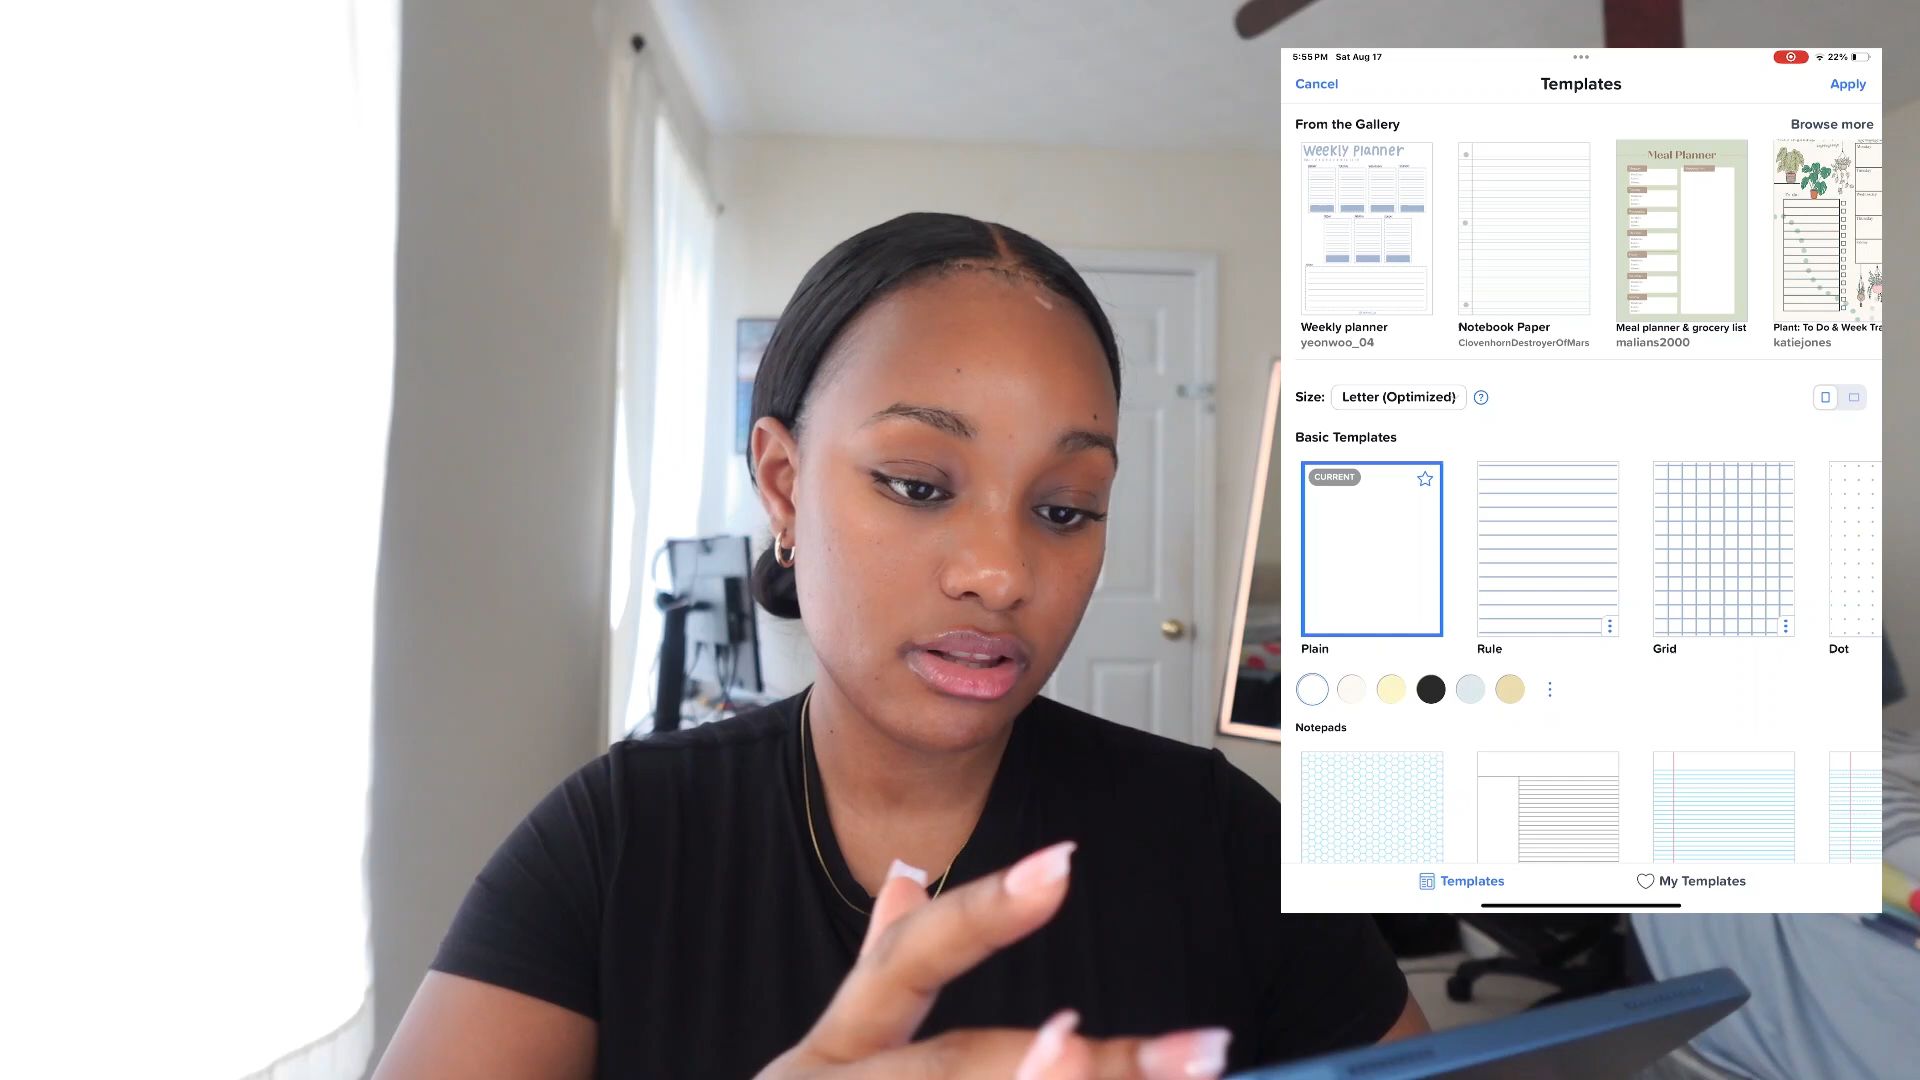 5:55 PM Sat Aug 17
22%
Cancel
Templates
Apply
From the Gallery
Browse more
Weekly planner
Meal Planner
To do
Weekly planner
yeonwoo_04
Notebook Paper
ClovenhornDestroyerOfMars
Meal planner & grocery list
malians2000
Plant: To Do & Week Tra
katiejones
Size:
Letter (Optimized)
?
Basic Templates
CURRENT
Plain
Rule
Grid
Dot
Notepads
Templates
My Templates